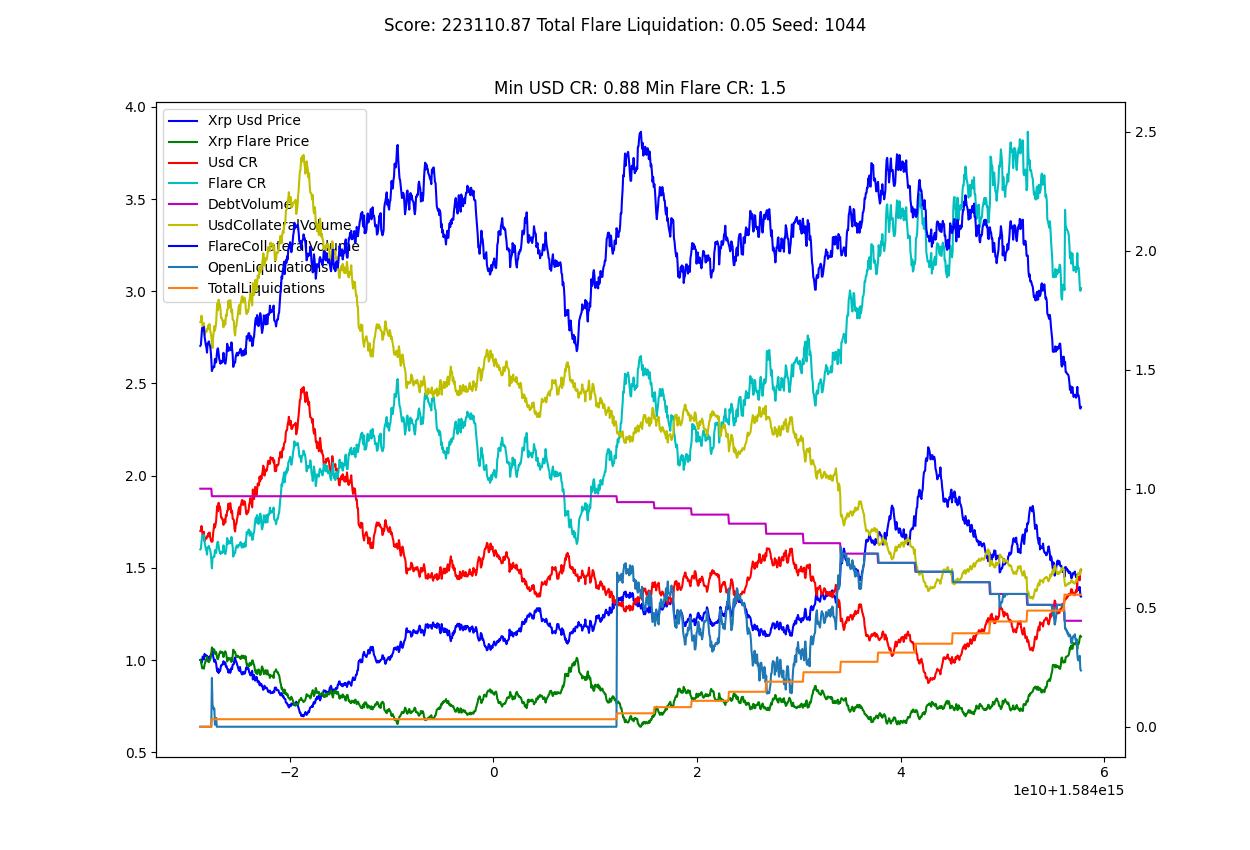 Score: 223110.87 Total Flare Liquidation: 0.05 Seed: 1044
Min USD CR: 0.88 Min Flare CR: 1.5
Xrp Usd Price
Xrp Flare Price
Usd CR
Flare CR
DebtVolume
UsdCollateralVolume
FlareCollateralVolume
OpenLiquidations
TotalLiquidations
4.0
3.5
3.0
2.5
2.0
1.5
1.0
0.5
2.5
2.0
1.5
1.0
0.5
0.0
−2
0
2
4
6
1e10+1.584e15